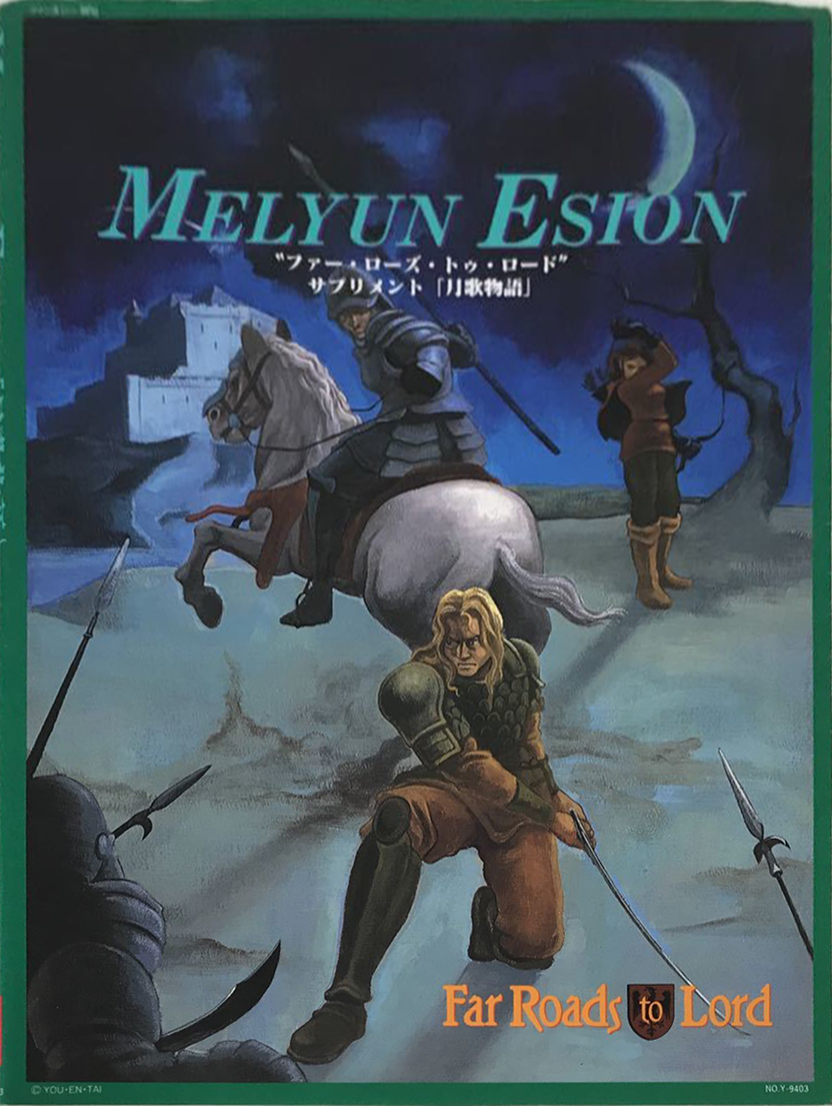 MELYUN ESION
"ファー・ローズ・トゥ・ロード"
サプリメント「月歌物語」
Far Roads to Lord
© YOU・EN・TAI
NO.Y-9403